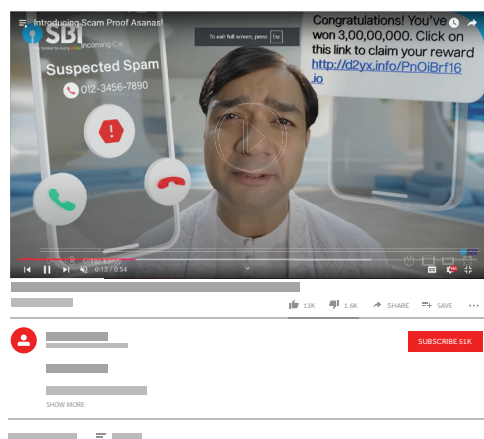 Introducing Scam Proof Asanas!
SBI
Incoming Call
To exit full screen, press Esc
Suspected Spam
012-3456-7890
Congratulations! You've
won 3,00,00,000. Click on
this link to claim your reward
http://d2yx.info/PnOiBrf16
.io
0:13 / 0:54
CC
13K
1.6K
SHARE
SAVE
SUBSCRIBE 51K
SHOW MORE